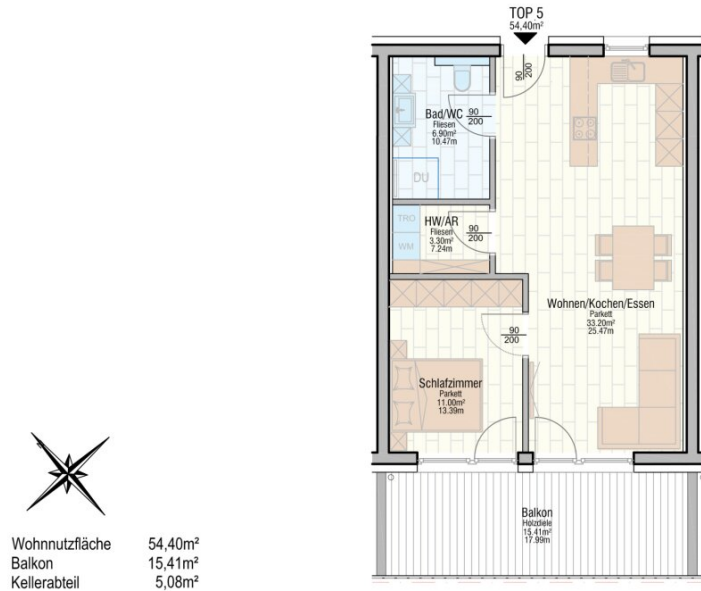 TOP 5
54,40m²
90
200
Bad/WC
Fliesen
6.90m²
10.47m
90
200
DU
TRO
WM
HW/AR
Fliesen
3.30m²
7.24m
90
200
Wohnen/Kochen/Essen
Parkett
33.20m²
25.47m
90
200
Schlafzimmer
Parkett
11.00m²
13.39m
Balkon
Holzdiele
15.41m²
17.99m
Wohnnutzfläche 54,40m²
Balkon 15,41m²
Kellerabteil 5,08m²